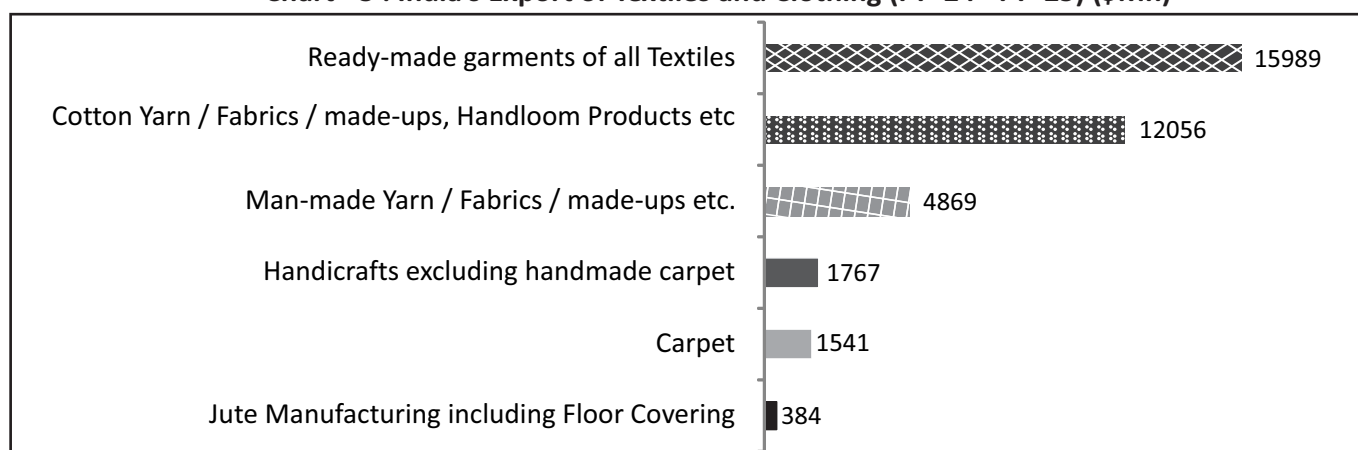 Ready-made garments of all Textiles 15989
Cotton Yarn / Fabrics / made-ups, Handloom Products etc 12056
Man-made Yarn / Fabrics / made-ups etc. 4869
Handicrafts excluding handmade carpet 1767
Carpet 1541
Jute Manufacturing including Floor Covering 384